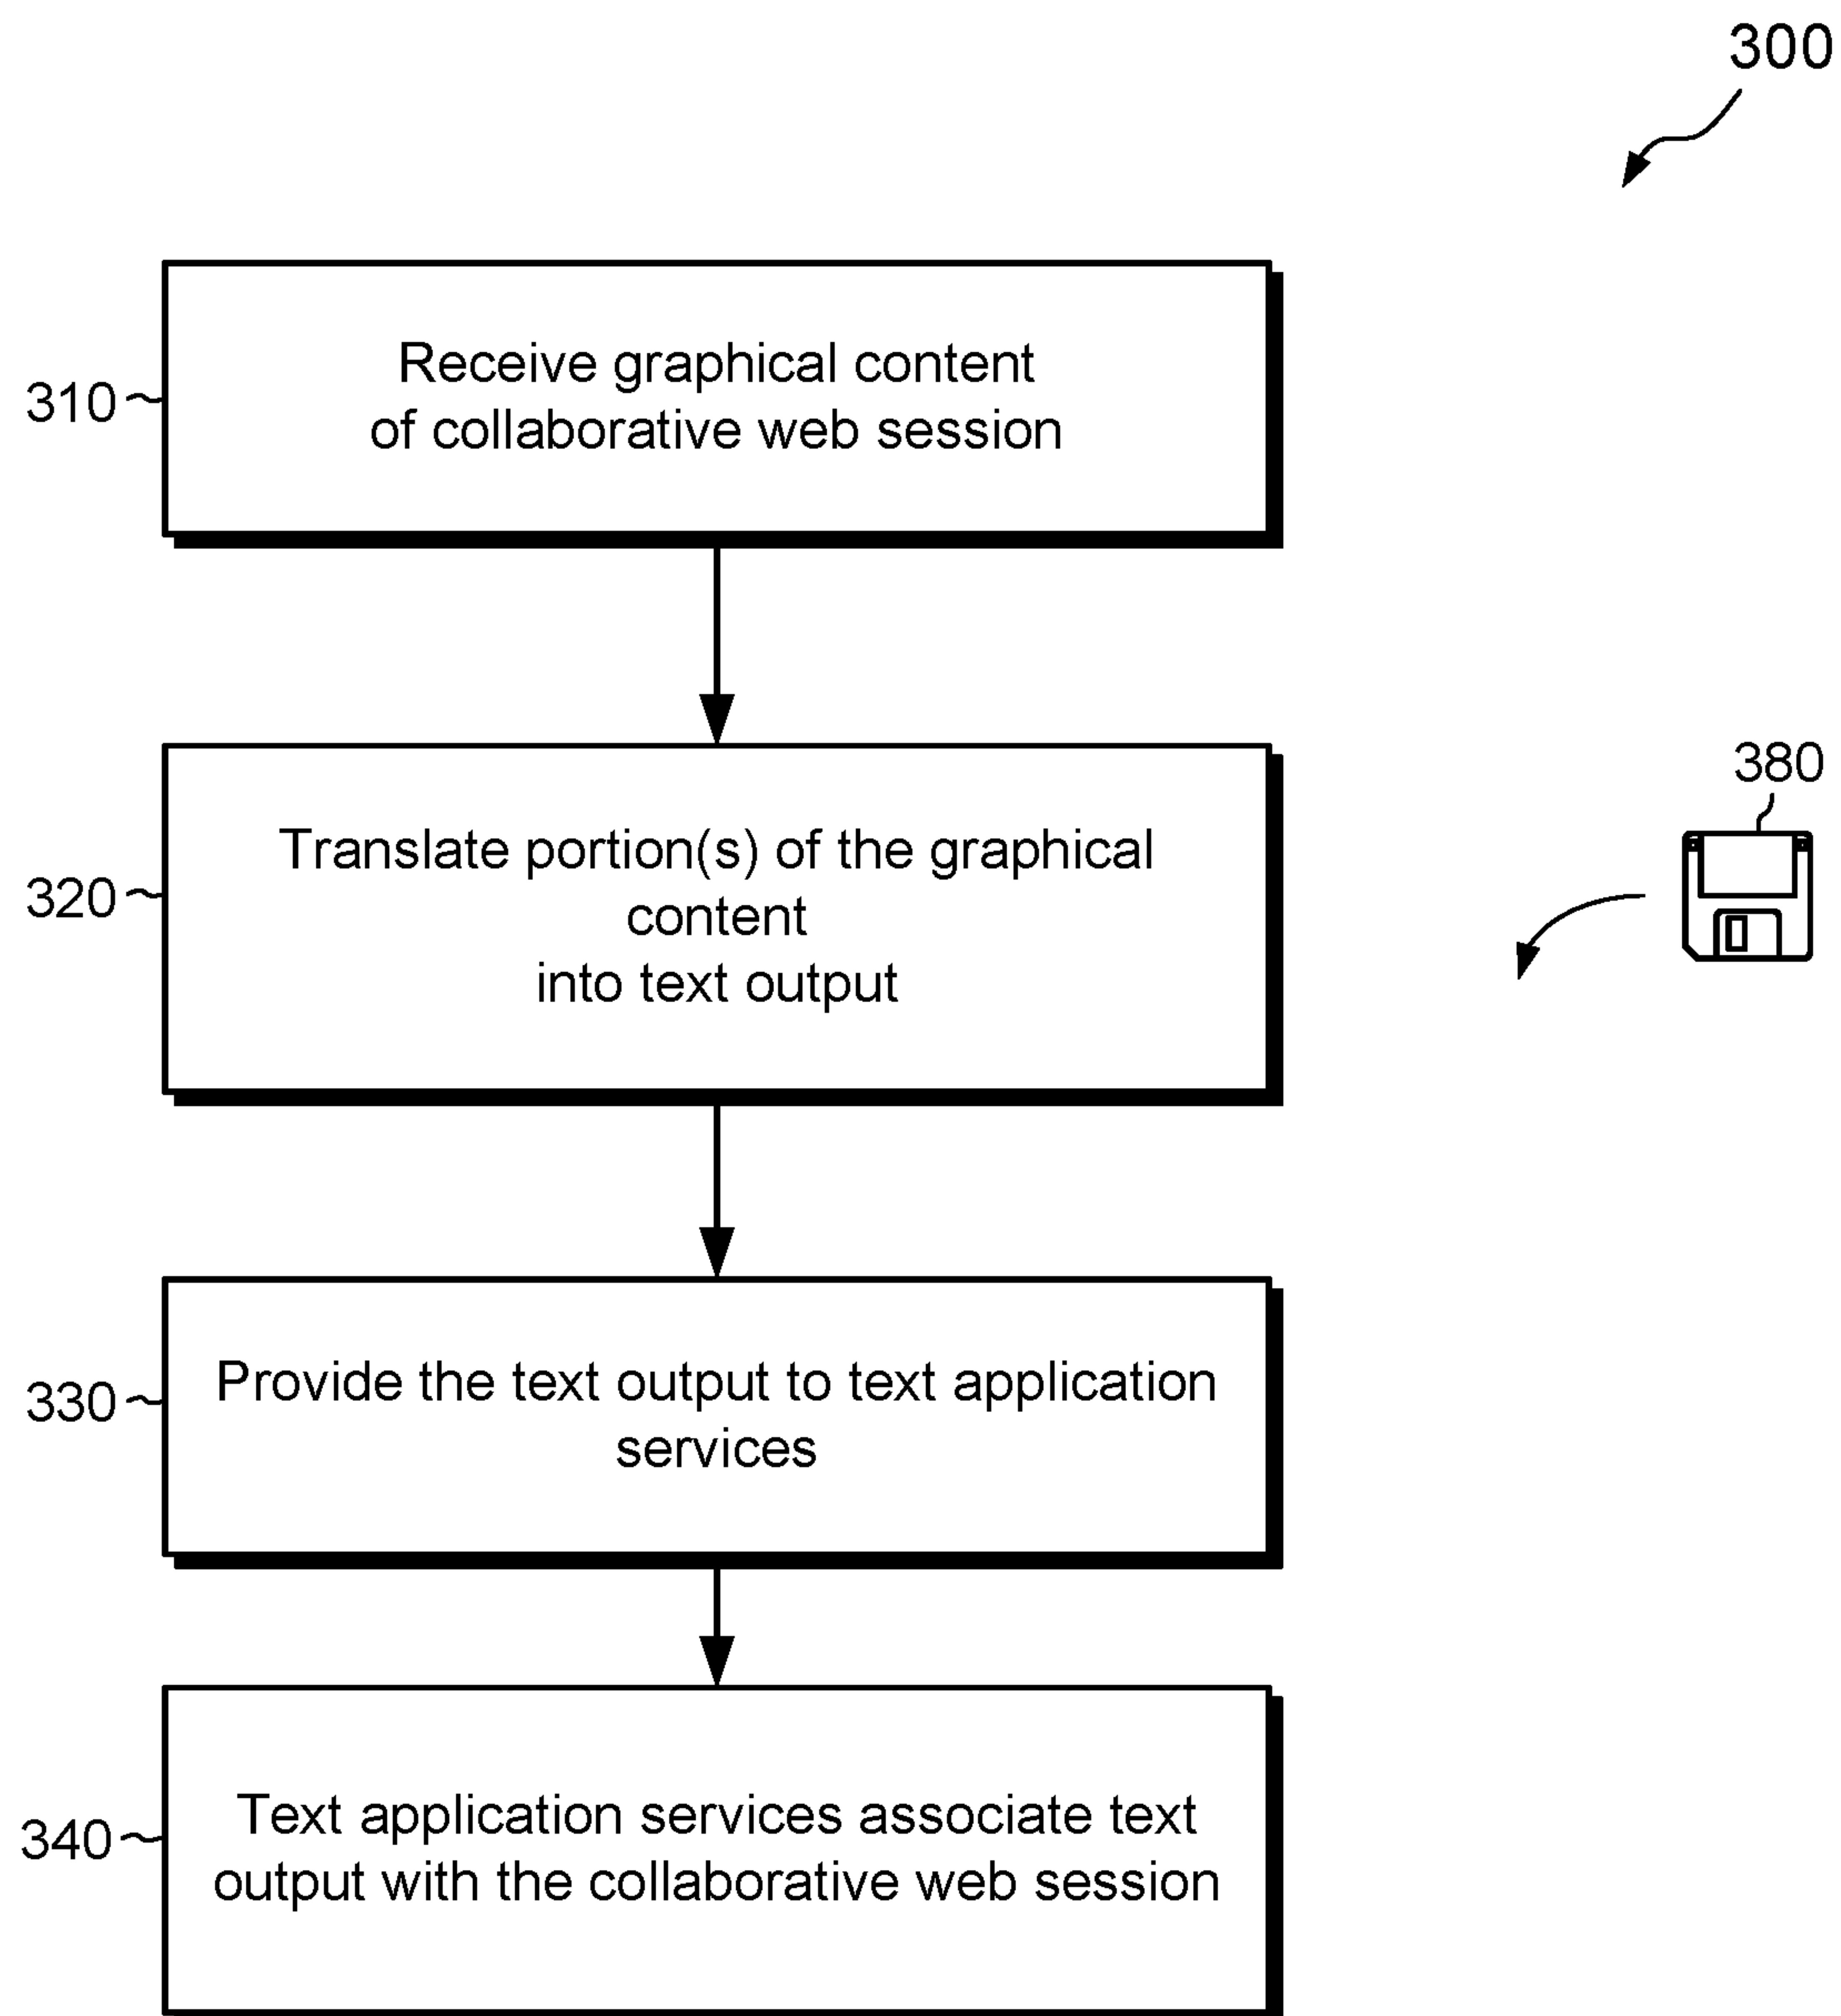 300
310
Receive graphical content
of collaborative web session
320
Translate portion(s) of the graphical
content
into text output
380
330
Provide the text output to text application
services
340
Text application services associate text
output with the collaborative web session